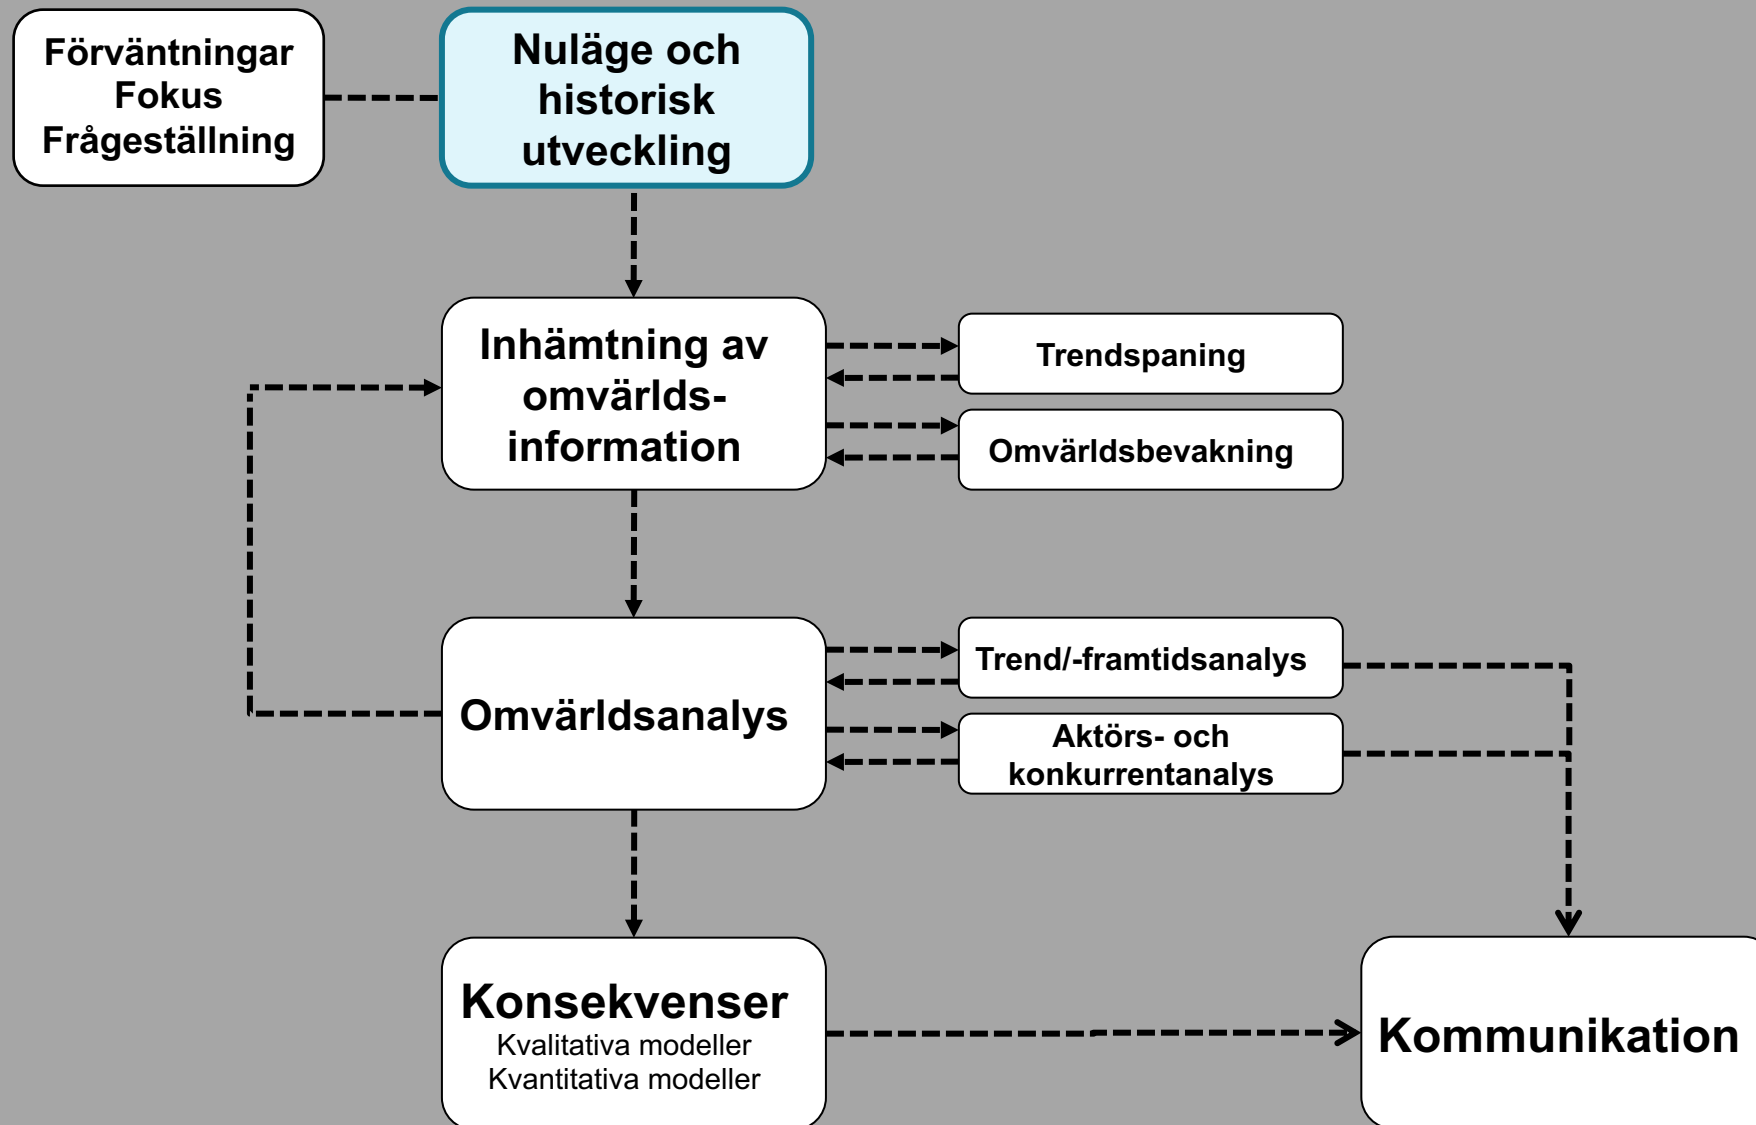 Förväntningar
Fokus
Frågeställning
Nuläge och
historisk
utveckling
Inhämtning av
omvärlds-
information
Trendspaning
Omvärldsbevakning
Omvärldsanalys
Trend/-framtidsanalys
Aktörs- och
konkurrentanalys
Konsekvenser
Kvalitativa modeller
Kvantitativa modeller
Kommunikation